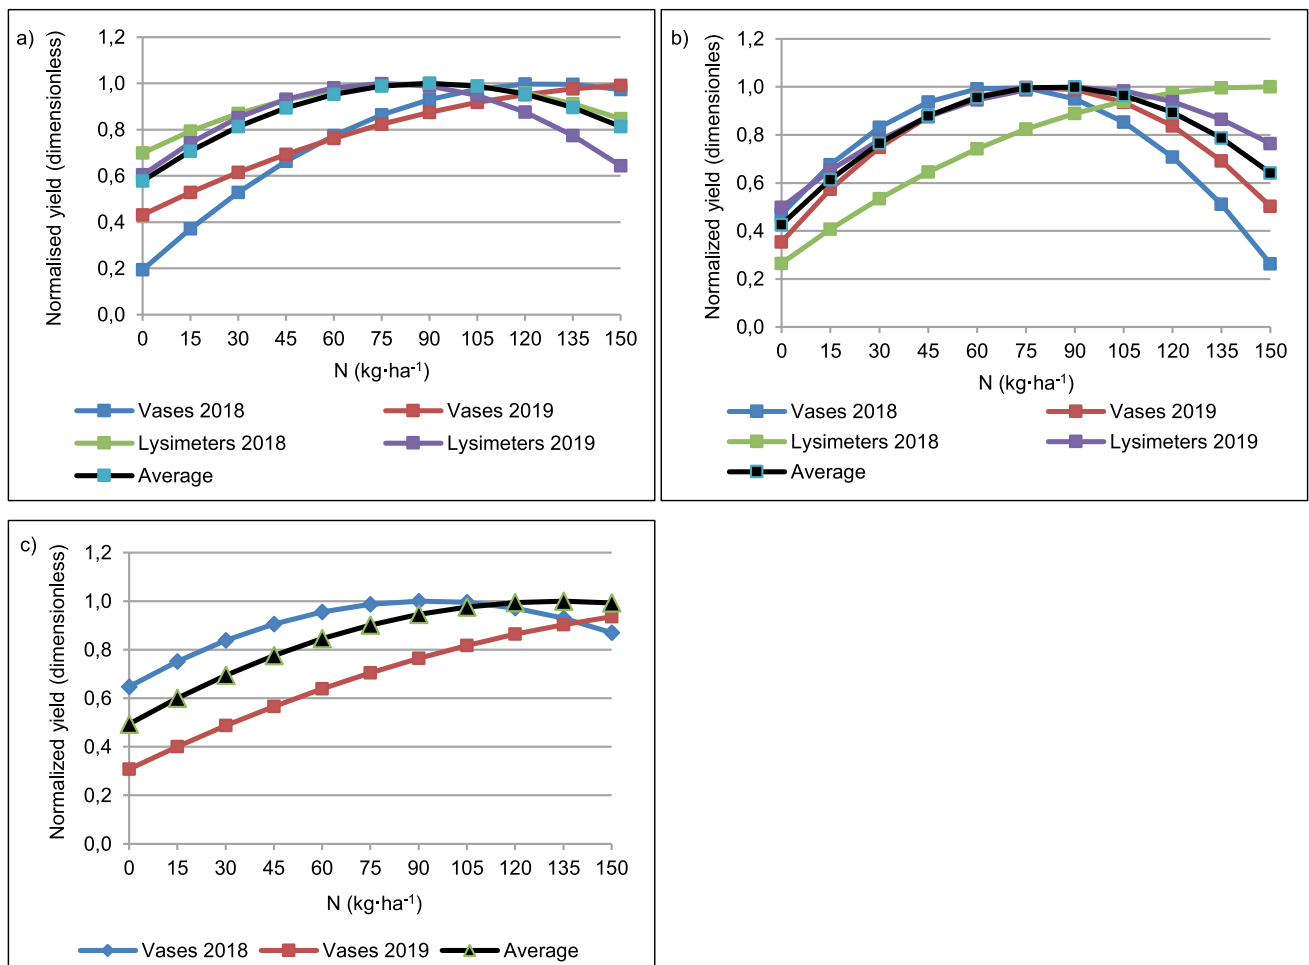 a)
Normalised yield (dimensionless)
1,2
1,0
0,8
0,6
0,4
0,2
0,0
0 15 30 45 60 75 90 105 120 135 150
N (kg·ha⁻¹)
Vases 2018 Vases 2019
Lysimeters 2018 Lysimeters 2019
Average
b)
Normalized yield (dimensionles)
1,2
1,0
0,8
0,6
0,4
0,2
0,0
0 15 30 45 60 75 90 105 120 135 150
N (kg·ha⁻¹)
Vases 2018 Vases 2019
Lysimeters 2018 Lysimeters 2019
Average
c)
Normalized yield (dimensionless)
1,2
1,0
0,8
0,6
0,4
0,2
0,0
0 15 30 45 60 75 90 105 120 135 150
N (kg·ha⁻¹)
Vases 2018 Vases 2019 Average